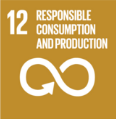 12 RESPONSIBLE
CONSUMPTION
AND PRODUCTION